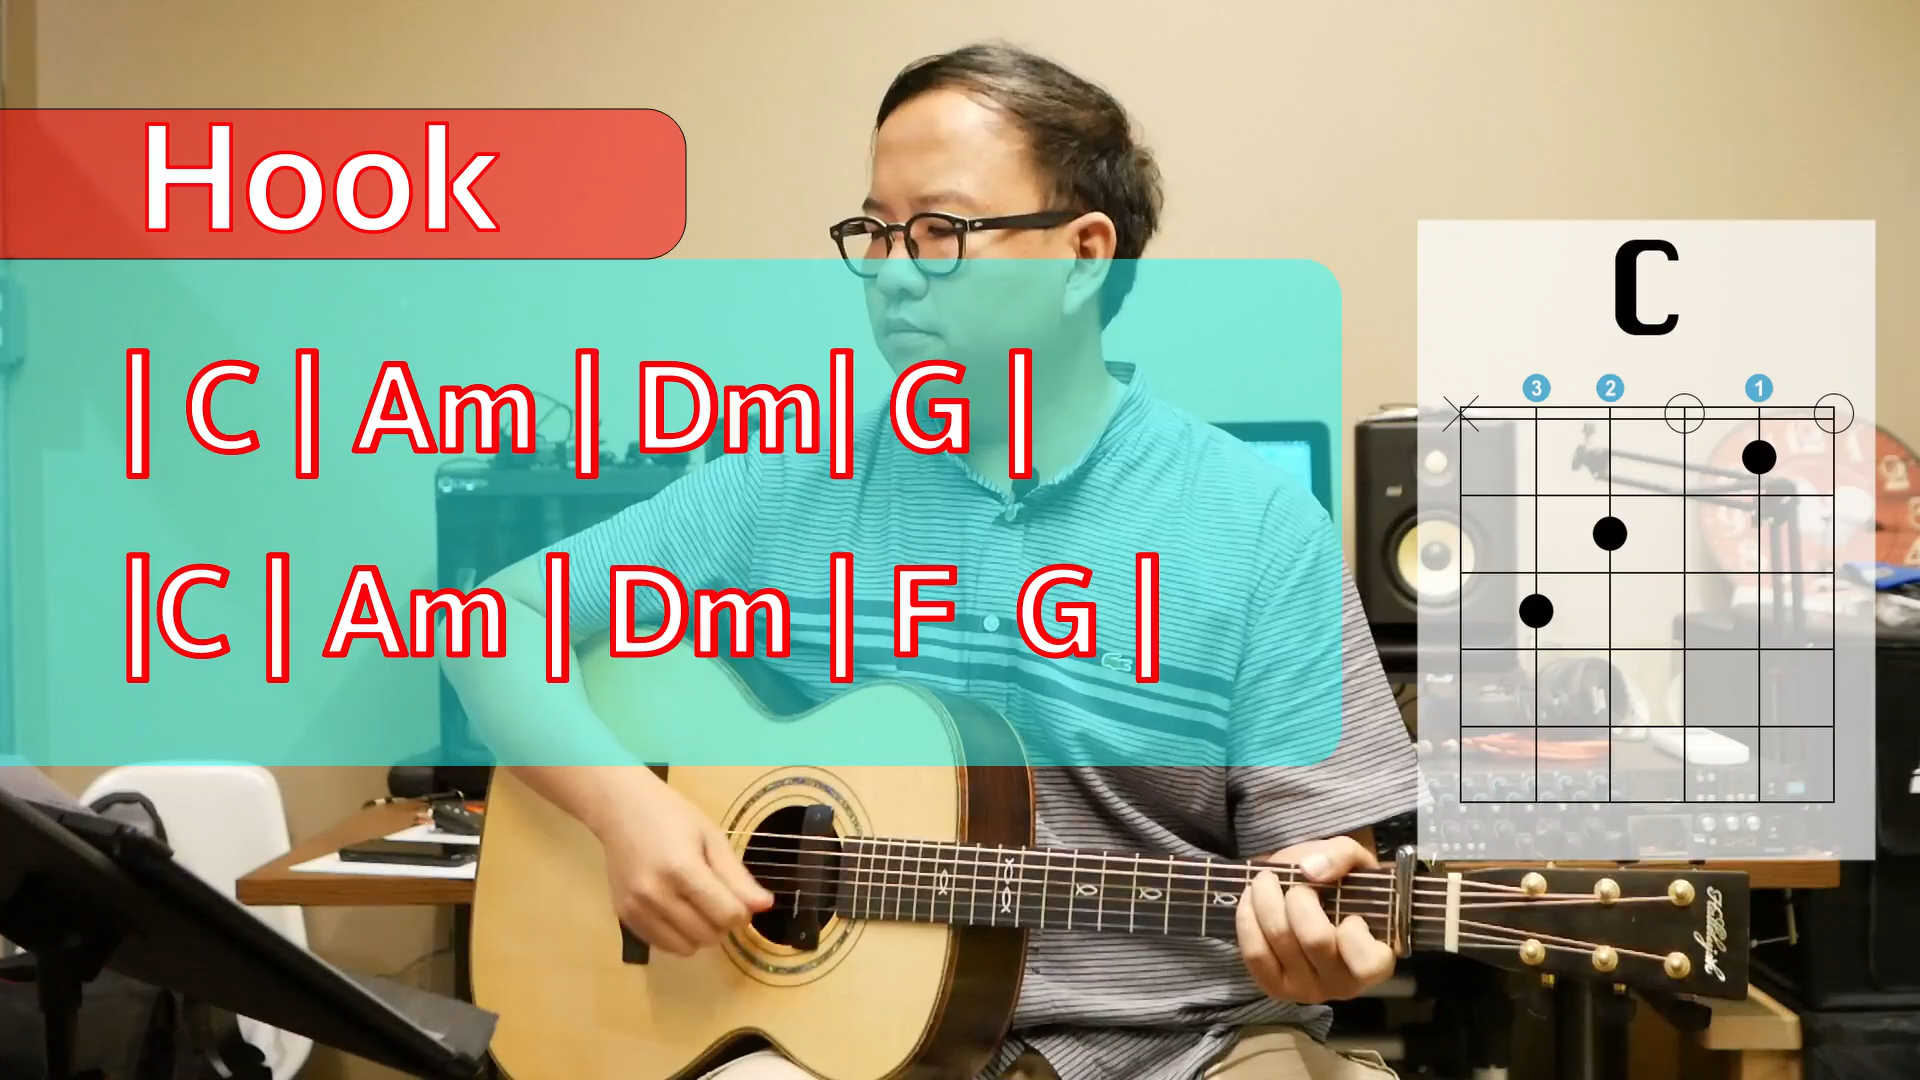 Hook
| C | Am | Dm| G |
|C | Am | Dm | F G |
C
3 2 1